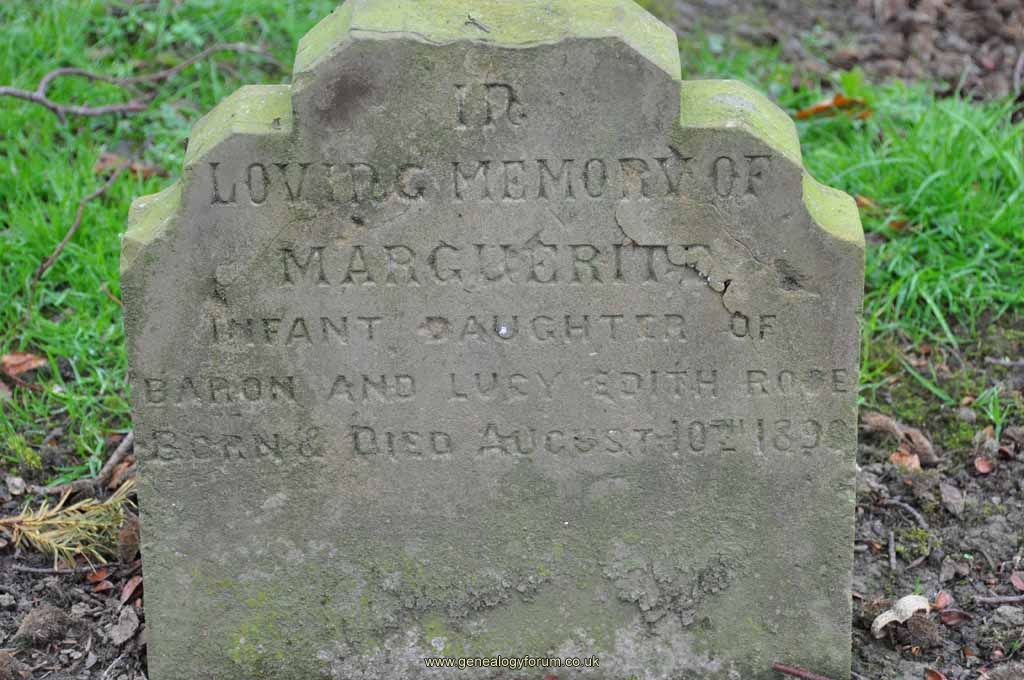 IN
LOVING MEMORY OF
MARGUERITE
INFANT DAUGHTER OF
BARON AND LUCY EDITH ROSE
BORN & DIED AUGUST 10TH
www.genealogyforum.co.uk